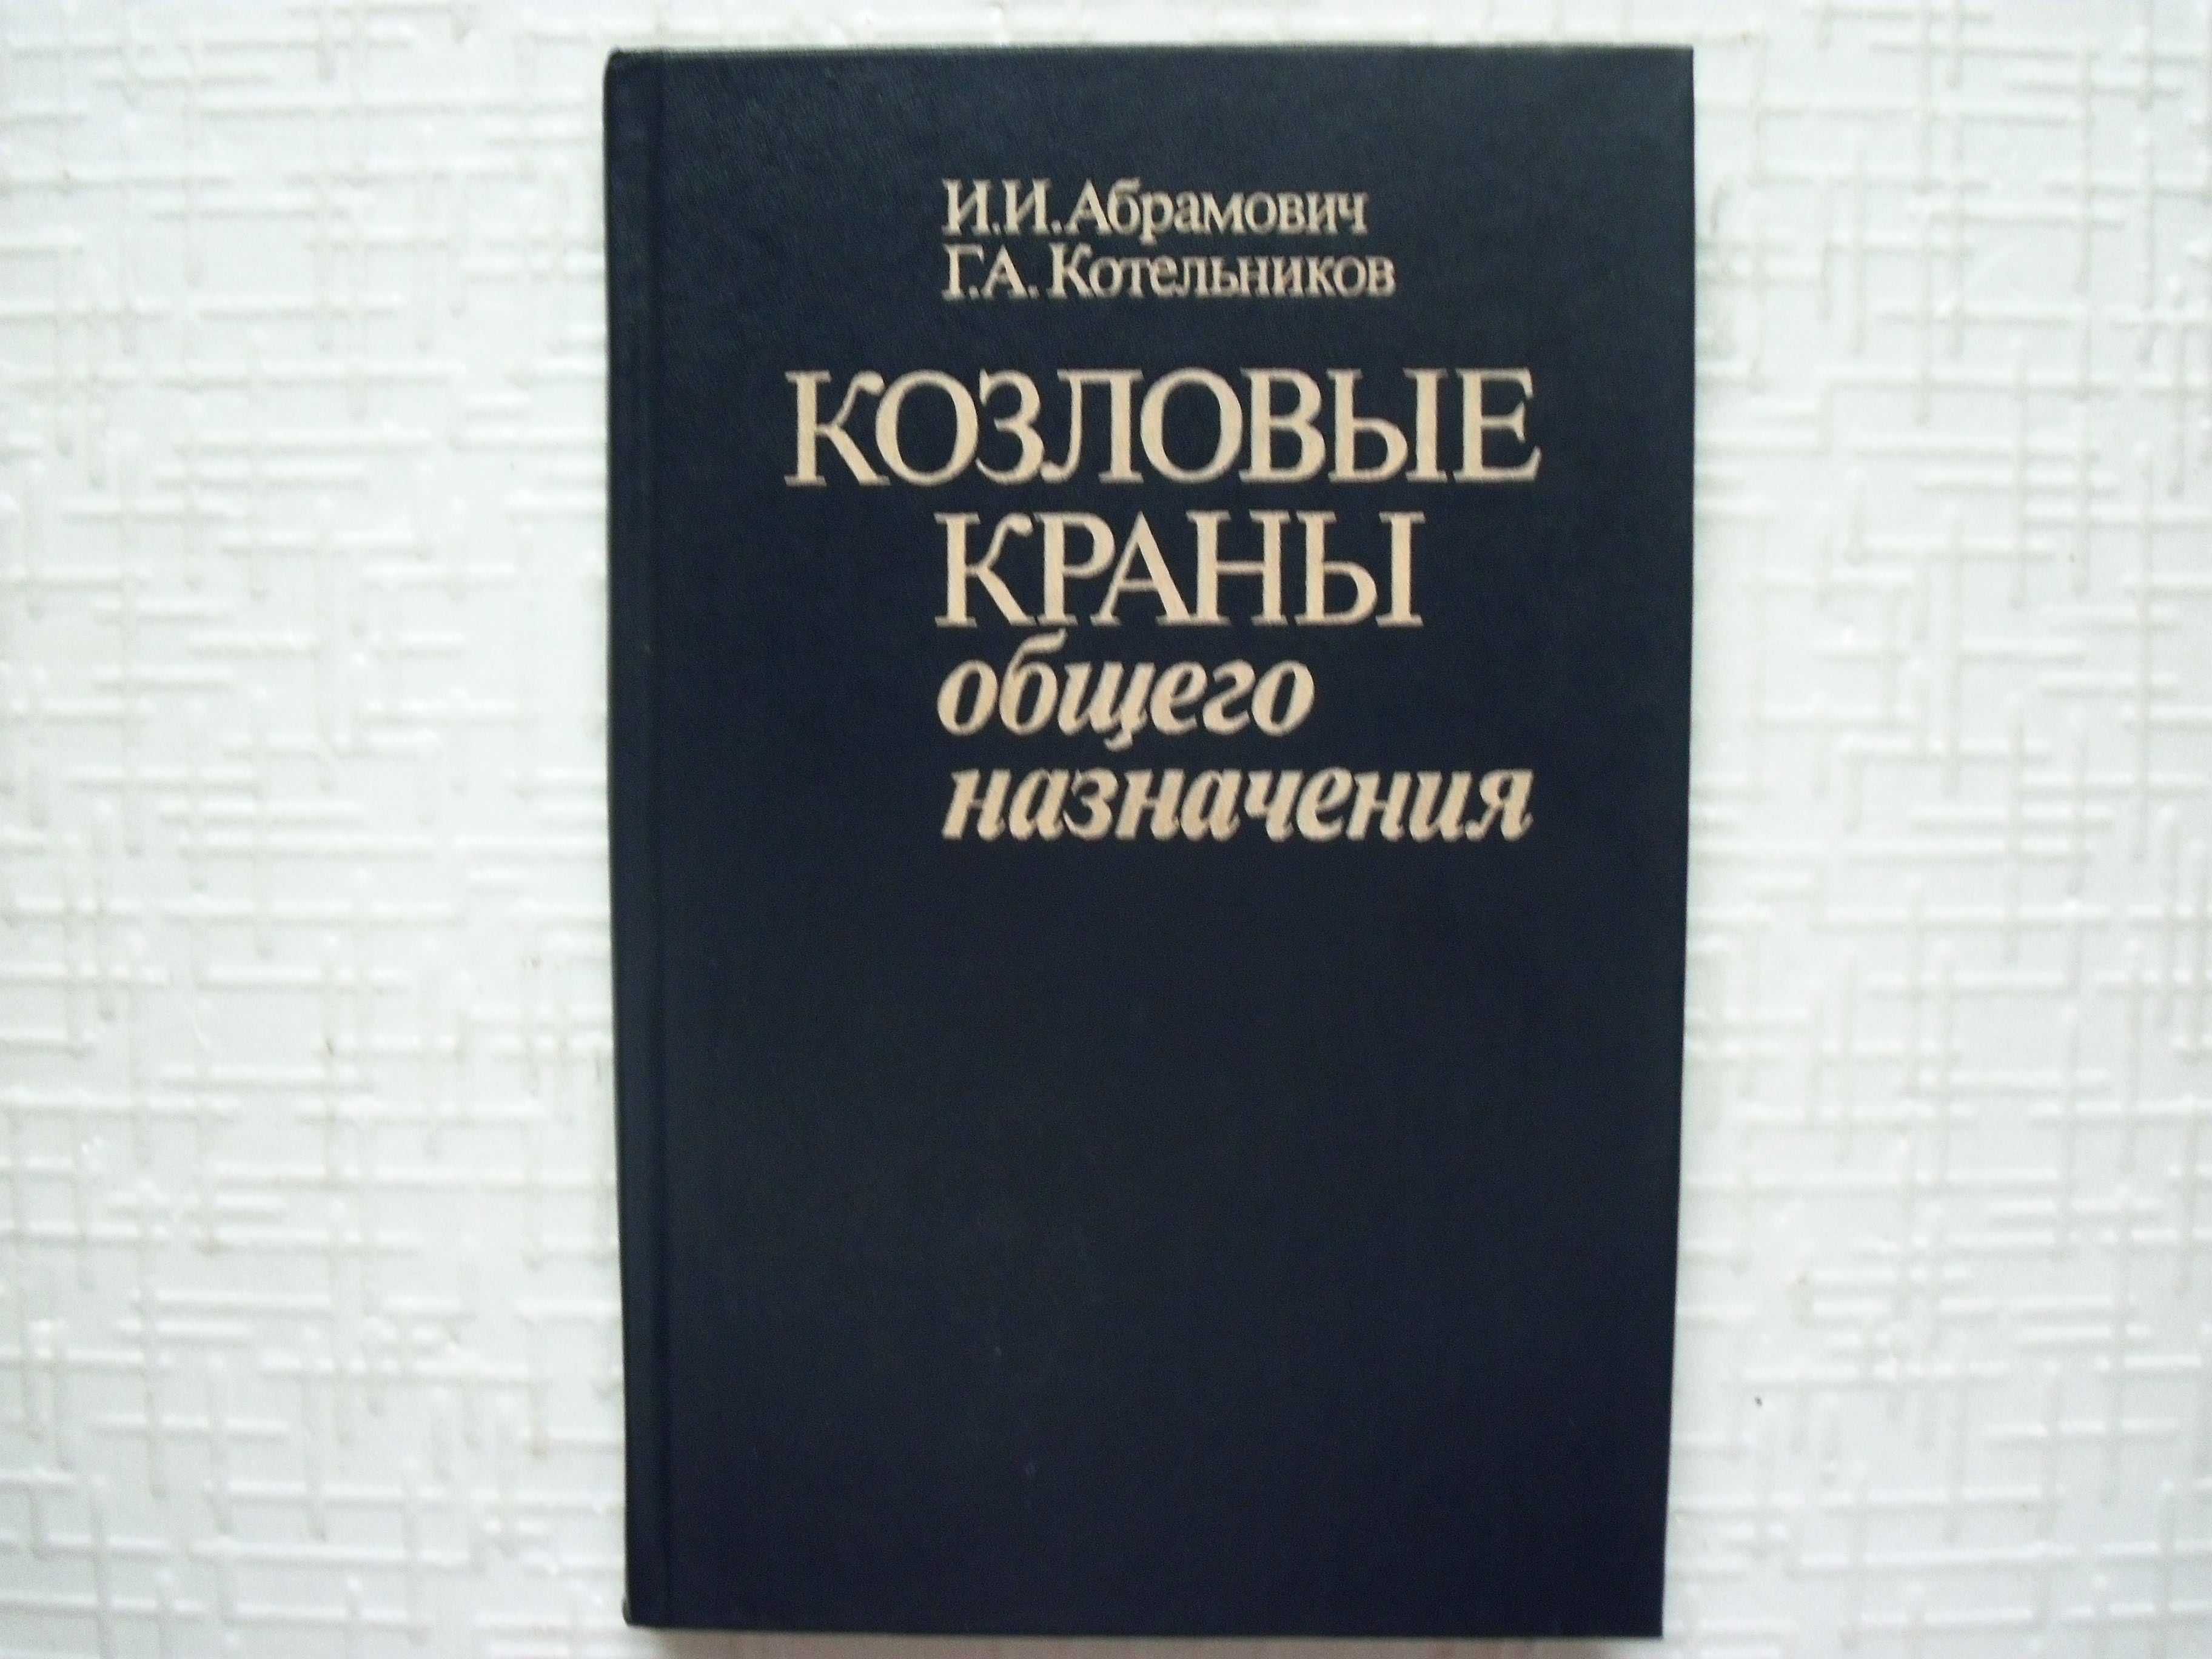 И.И.Абрамович
Г.А.Котельников
КОЗЛОВЫЕ
КРАНЫ
общего
назначения